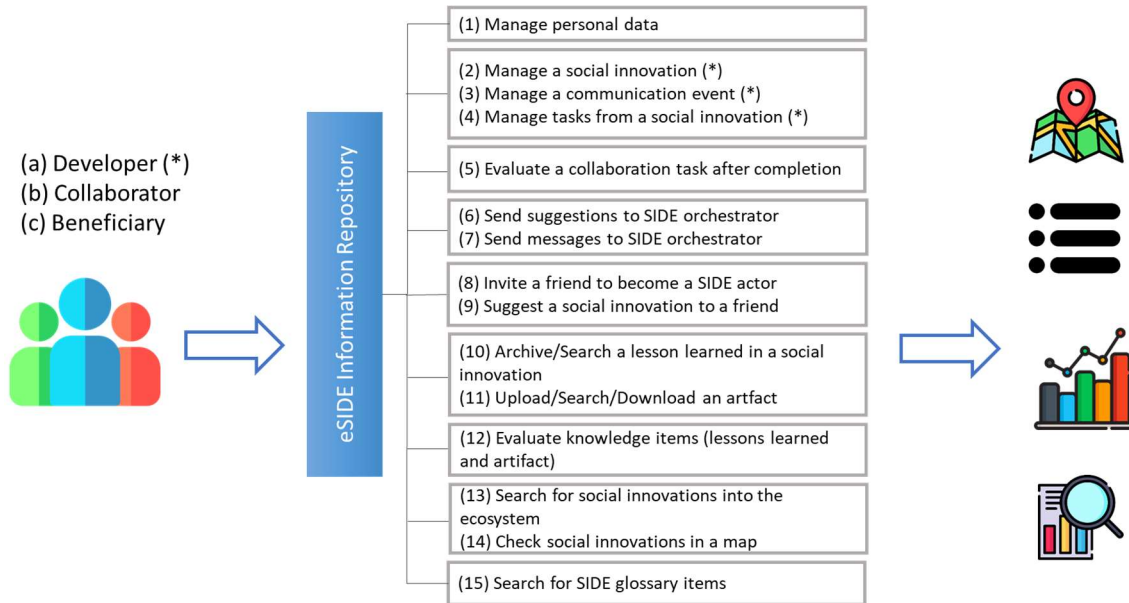 (a) Developer (*)
(b) Collaborator
(c) Beneficiary
eSIDE Information Repository
(1) Manage personal data
(2) Manage a social innovation (*)
(3) Manage a communication event (*)
(4) Manage tasks from a social innovation (*)
(5) Evaluate a collaboration task after completion
(6) Send suggestions to SIDE orchestrator
(7) Send messages to SIDE orchestrator
(8) Invite a friend to become a SIDE actor
(9) Suggest a social innovation to a friend
(10) Archive/Search a lesson learned in a social
innovation
(11) Upload/Search/Download an artfact
(12) Evaluate knowledge items (lessons learned
and artifact)
(13) Search for social innovations into the
ecosystem
(14) Check social innovations in a map
(15) Search for SIDE glossary items